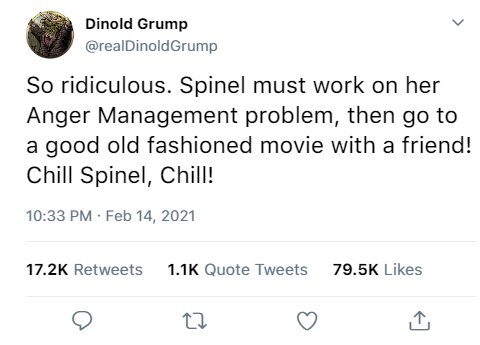 Dinold Grump
@realDinoldGrump
So ridiculous. Spinel must work on her
Anger Management problem, then go to
a good old fashioned movie with a friend!
Chill Spinel, Chill!
10:33 PM · Feb 14, 2021
17.2K Retweets 1.1K Quote Tweets 79.5K Likes